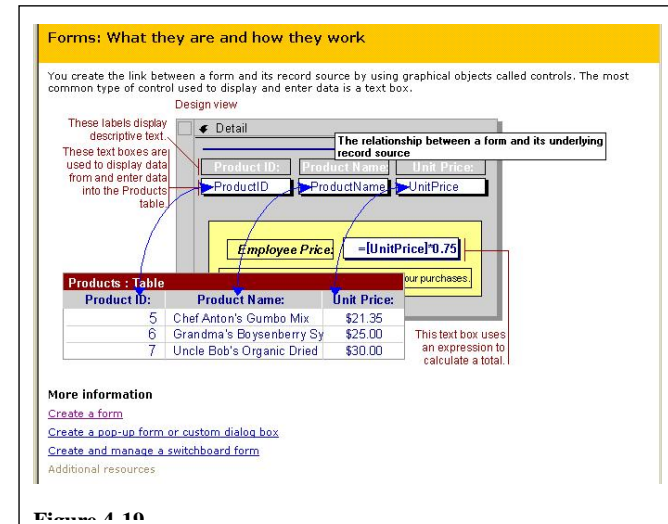 Forms: What they are and how they work
You create the link between a form and its record source by using graphical objects called controls. The most
common type of control used to display and enter data is a text box.
Design view
These labels display
descriptive text.
These text boxes are
used to display data
from and enter data
into the Products
table.
Detail
The relationship between a form and its underlying
record source
Product ID: Product Name: Unit Price:
ProductID ProductName UnitPrice
Employee Price: =[UnitPrice]*0.75
our purchases.
This text box uses
an expression to
calculate a total.
Products : Table
Product ID: Product Name: Unit Price:
5 Chef Anton's Gumbo Mix $21.35
6 Grandma's Boysenberry Sy $25.00
7 Uncle Bob's Organic Dried $30.00
More information
Create a form
Create a pop-up form or custom dialog box
Create and manage a switchboard form
Additional resources
Figure 4-19